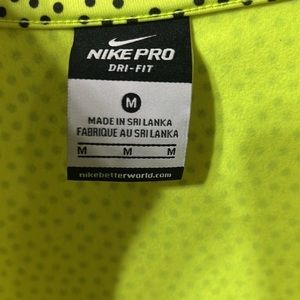 NIKE PRO
DRI-FIT
M
MADE IN SRI LANKA
FABRIQUE AU SRI LANKA
M M M
nikebetterworld.com